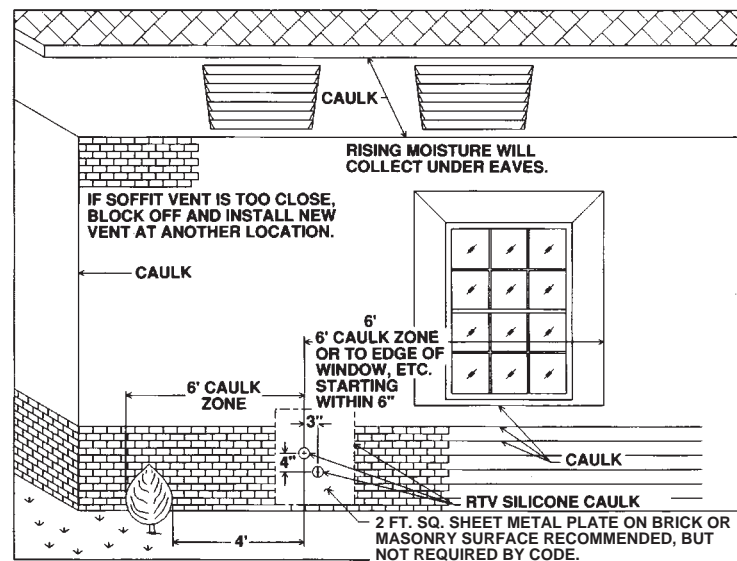 CAULK
RISING MOISTURE WILL
COLLECT UNDER EAVES.
IF SOFFIT VENT IS TOO CLOSE,
BLOCK OFF AND INSTALL NEW
VENT AT ANOTHER LOCATION.
CAULK
6'
6' CAULK ZONE
OR TO EDGE OF
WINDOW, ETC.
STARTING
WITHIN 6"
6' CAULK
ZONE
3"
4"
CAULK
RTV SILICONE CAULK
2 FT. SQ. SHEET METAL PLATE ON BRICK OR
MASONRY SURFACE RECOMMENDED, BUT
NOT REQUIRED BY CODE.
4'